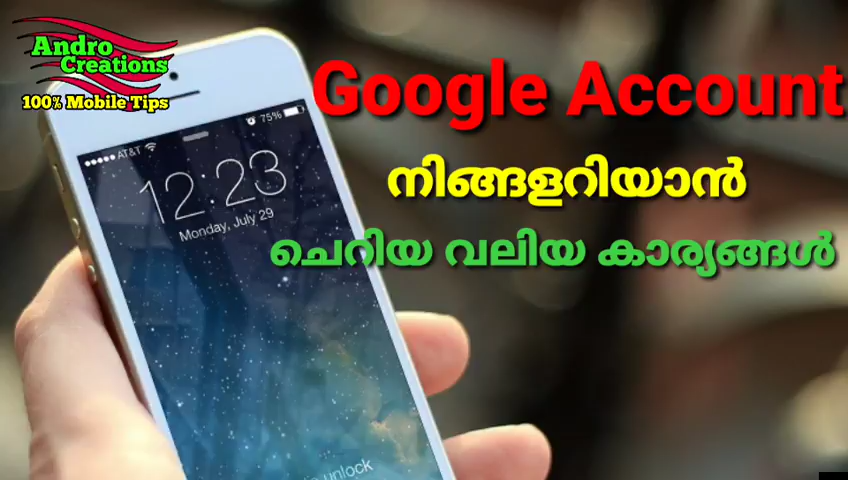 Andro
Creations
100% Mobile Tips
Google Account
നിങ്ങളറിയാൻ
ചെറിയ വലിയ കാര്യങ്ങൾ
AT&T
75%
12:23
Monday, July 29
unlock